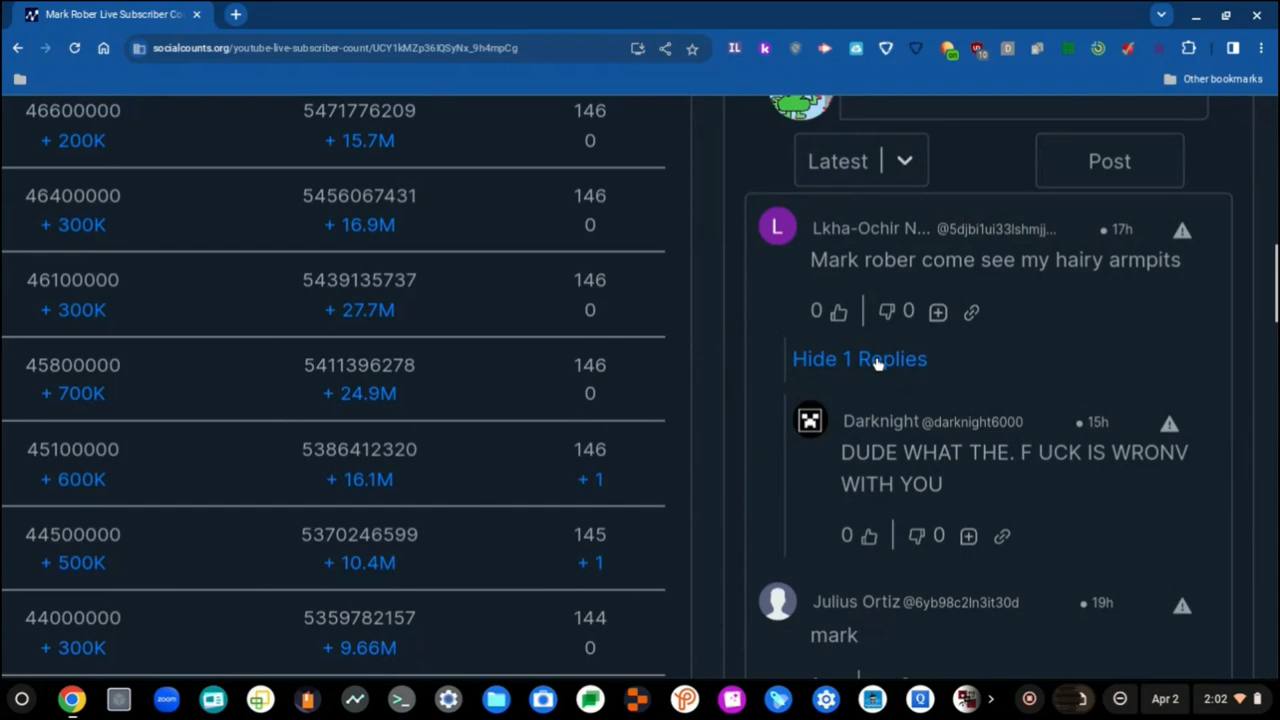 Mark Rober Live Subscriber Co
socialcounts.org/youtube-live-subscriber-count/UCY1kMZp36IQSyNx_9h4mpCg
Other bookmarks
46600000 5471776209 146
+ 200K + 15.7M 0
46400000 5456067431 146
+ 300K + 16.9M 0
46100000 5439135737 146
+ 300K + 27.7M 0
45800000 5411396278 146
+ 700K + 24.9M 0
45100000 5386412320 146
+ 600K + 16.1M + 1
44500000 5370246599 145
+ 500K + 10.4M + 1
44000000 5359782157 144
+ 300K + 9.66M 0
Latest Post
L Lkha-Ochir N... @5djbi1ui33lshmjj... • 17h
Mark rober come see my hairy armpits
0 0
Hide 1 Replies
Darknight @darknight6000 • 15h
DUDE WHAT THE. F UCK IS WRONV
WITH YOU
0 0
Julius Ortiz @6yb98c2ln3it30d • 19h
mark
zoom
Apr 2 2:02